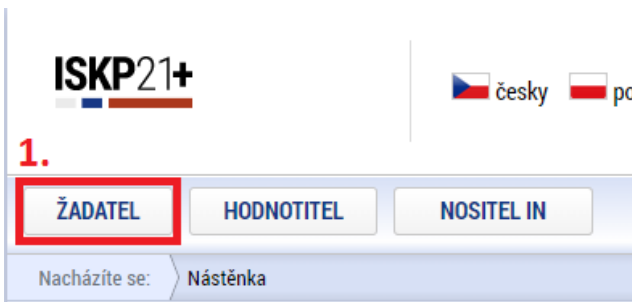 ISKP21+
česky
1.
ŽADATEL HODNOTITEL NOSITEL IN
Nacházíte se: Nástěnka